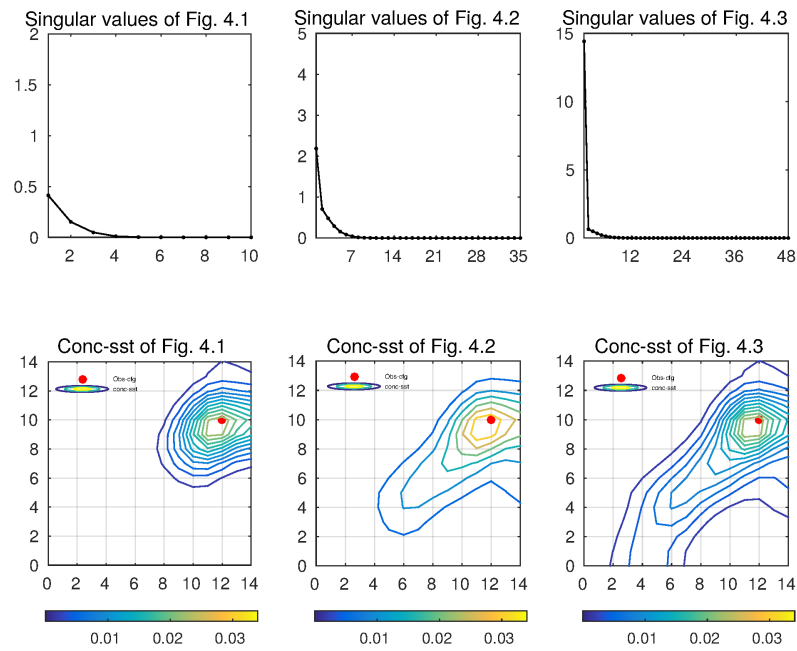 Singular values of Fig. 4.1
Singular values of Fig. 4.2
Singular values of Fig. 4.3
2
1.5
1
0.5
0
2 4 6 8 10
5
4
3
2
1
0
7 14 21 28 35
15
10
5
0
12 24 36 48
Conc-sst of Fig. 4.1
Conc-sst of Fig. 4.2
Conc-sst of Fig. 4.3
14
12
10
8
6
4
2
0
Obs-cfg
conc-sst
0 2 4 6 8 10 12 14
14
12
10
8
6
4
2
0
Obs-cfg
conc-sst
0 2 4 6 8 10 12 14
14
12
10
8
6
4
2
0
Obs-cfg
conc-sst
0 2 4 6 8 10 12 14
0.01 0.02 0.03
0.01 0.02 0.03
0.01 0.02 0.03